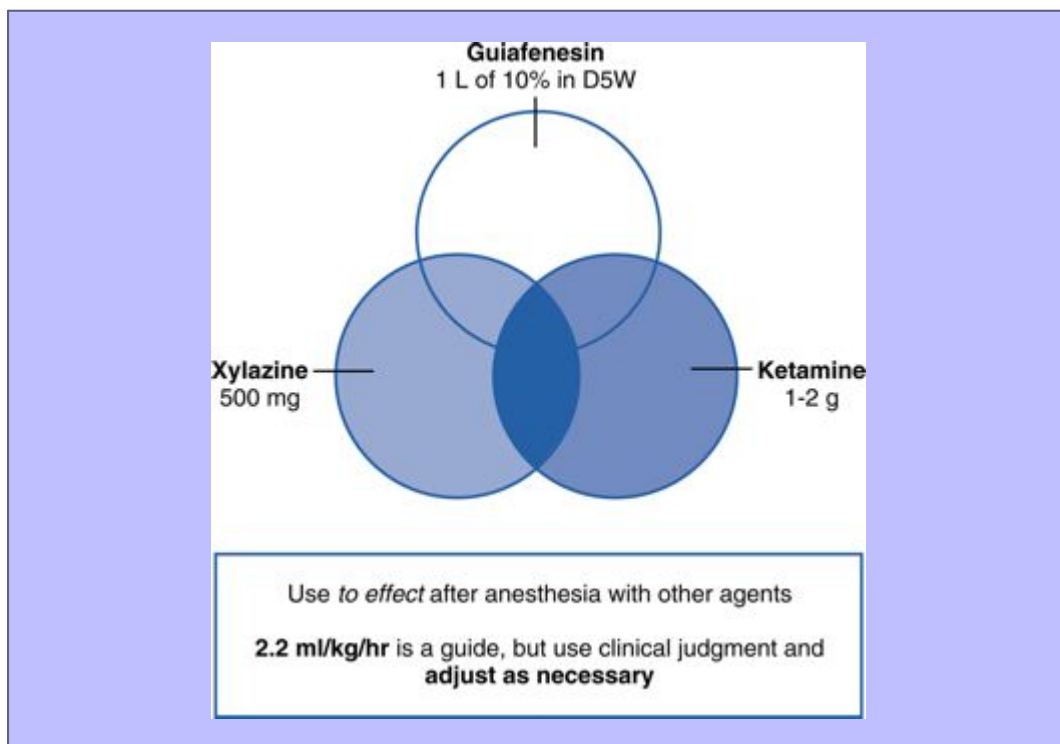 Guiafenesin
1 L of 10% in D5W
Xylazine
500 mg
Ketamine
1-2 g
Use to effect after anesthesia with other agents
2.2 ml/kg/hr is a guide, but use clinical judgment and
adjust as necessary